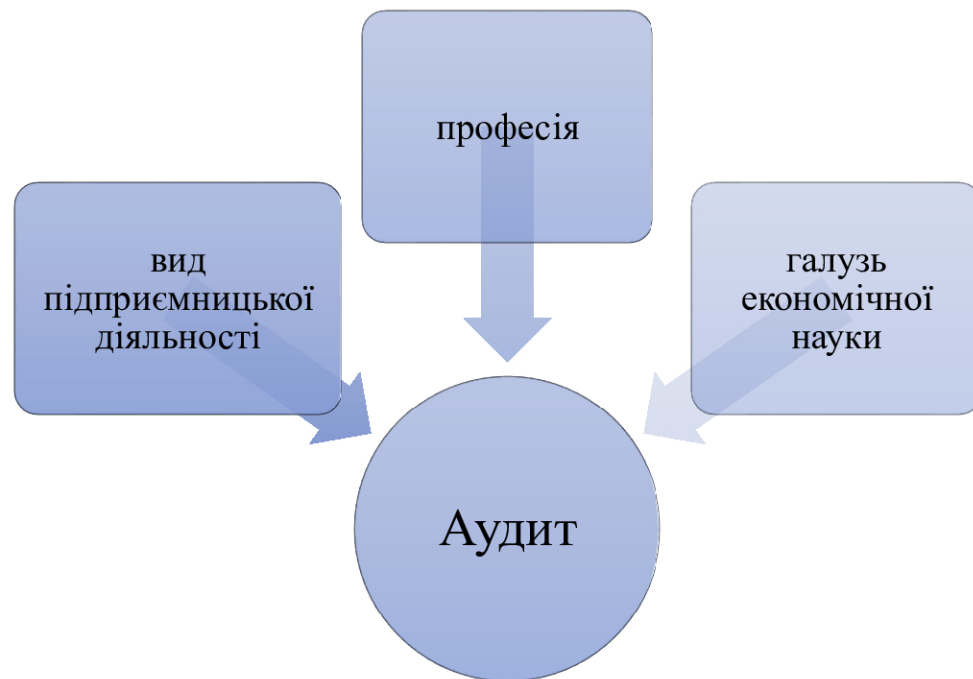 професія
вид
підприємницької
діяльності
галузь
економічної
науки
Аудит